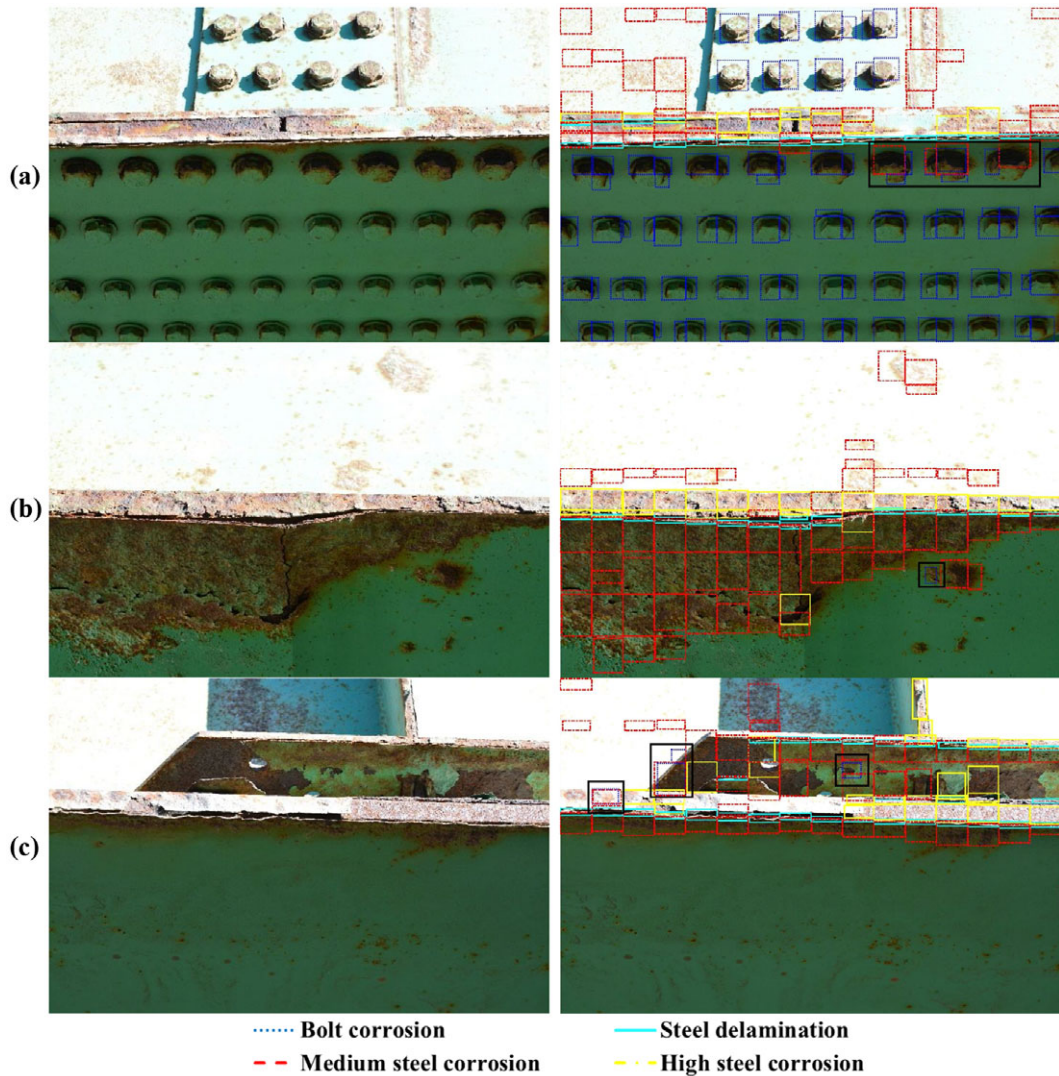 (a)
(b)
(c)
Bolt corrosion
Steel delamination
Medium steel corrosion
High steel corrosion